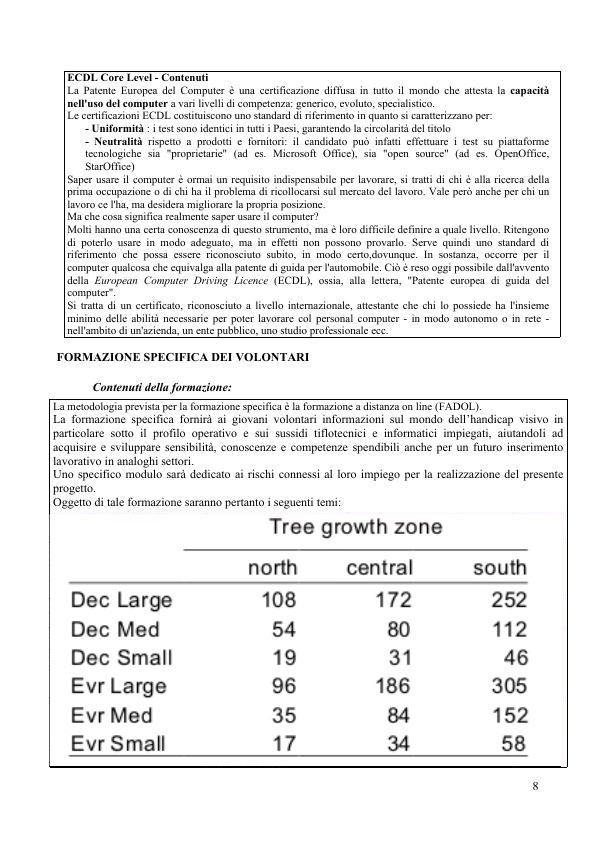 ECDL Core Level - Contenuti
La Patente Europea del Computer è una certificazione diffusa in tutto il mondo che attesta la capacità
nell'uso del computer a vari livelli di competenza: generico, evoluto, specialistico.
Le certificazioni ECDL costituiscono uno standard di riferimento in quanto si caratterizzano per:
- Uniformità : i test sono identici in tutti i Paesi, garantendo la circolarità del titolo
- Neutralità rispetto a prodotti e fornitori: il candidato può infatti effettuare i test su piattaforme
tecnologiche sia "proprietarie" (ad es. Microsoft Office), sia "open source" (ad es. OpenOffice,
StarOffice)
Saper usare il computer è ormai un requisito indispensabile per lavorare, si tratti di chi è alla ricerca della
prima occupazione o di chi ha il problema di ricollocarsi sul mercato del lavoro. Vale però anche per chi un
lavoro ce l'ha, ma desidera migliorare la propria posizione.
Ma che cosa significa realmente saper usare il computer?
Molti hanno una certa conoscenza di questo strumento, ma è loro difficile definire a quale livello. Ritengono
di poterlo usare in modo adeguato, ma in effetti non possono provarlo. Serve quindi uno standard di
riferimento che possa essere riconosciuto subito, in modo certo,dovunque. In sostanza, occorre per il
computer qualcosa che equivalga alla patente di guida per l'automobile. Ciò è reso oggi possibile dall'avvento
della European Computer Driving Licence (ECDL), ossia, alla lettera, "Patente europea di guida del
computer".
Si tratta di un certificato, riconosciuto a livello internazionale, attestante che chi lo possiede ha l'insieme
minimo delle abilità necessarie per poter lavorare col personal computer - in modo autonomo o in rete -
nell'ambito di un'azienda, un ente pubblico, uno studio professionale ecc.
FORMAZIONE SPECIFICA DEI VOLONTARI
Contenuti della formazione:
La metodologia prevista per la formazione specifica è la formazione a distanza on line (FADOL).
La formazione specifica fornirà ai giovani volontari informazioni sul mondo dell'handicap visivo in
particolare sotto il profilo operativo e sui sussidi tiflotecnici e informatici impiegati, aiutandoli ad
acquisire e sviluppare sensibilità, conoscenze e competenze spendibili anche per un futuro inserimento
lavorativo in analoghi settori.
Uno specifico modulo sarà dedicato ai rischi connessi al loro impiego per la realizzazione del presente
progetto.
Oggetto di tale formazione saranno pertanto i seguenti temi:
Tree growth zone
north central south
Dec Large 108 172 252
Dec Med 54 80 112
Dec Small 19 31 46
Evr Large 96 186 305
Evr Med 35 84 152
Evr Small 17 34 58
8